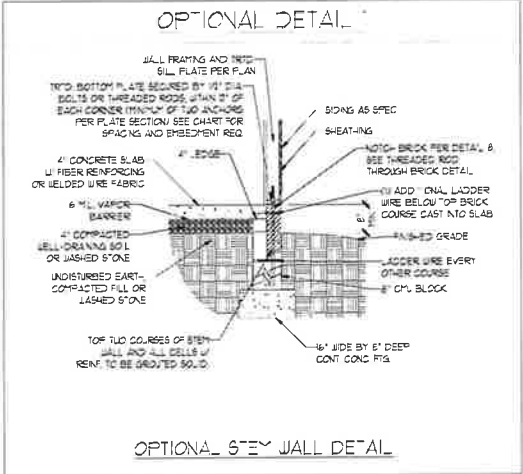 OPTIONAL DETAIL
WALL FRAMING AND TRTD
SILL PLATE PER PLAN
TRTD. BOTTOM PLATE SECURED BY 1/2" DIA.
BOLTS OR THREADED RODS, WITHIN 12" OF
EACH CORNER (MINIMUM OF TWO ANCHORS
PER PLATE SECTION) SEE CHART FOR
SPACING AND EMBEDMENT REQ.
4" LEDGE
4" CONCRETE SLAB
W/ FIBER REINFORCING
OR WELDED WIRE FABRIC
6 MIL. VAPOR
BARRIER
4" COMPACTED
WELL-DRAINING SOIL
OR WASHED STONE
UNDISTURBED EARTH,
COMPACTED FILL OR
WASHED STONE
TOP TWO COURSES OF STEM
WALL AND ALL CELLS W/
REINF. TO BE GROUTED SOLID.
SIDING AS SPEC
SHEATHING
NOTCH BRICK PER DETAIL &
SEE THREADED ROD
THROUGH BRICK DETAIL
ADDITIONAL LADDER
WIRE BELOW TOP BRICK
COURSE CAST INTO SLAB
8"
FINISHED GRADE
LADDER WIRE EVERY
OTHER COURSE
8" CMU BLOCK
16" WIDE BY 8" DEEP
CONT CONC FTG.
OPTIONAL STEM WALL DETAIL